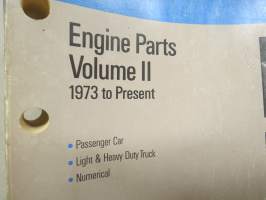 Engine Parts
Volume II
1973 to Present
• Passenger Car
• Light & Heavy Duty Truck
• Numerical